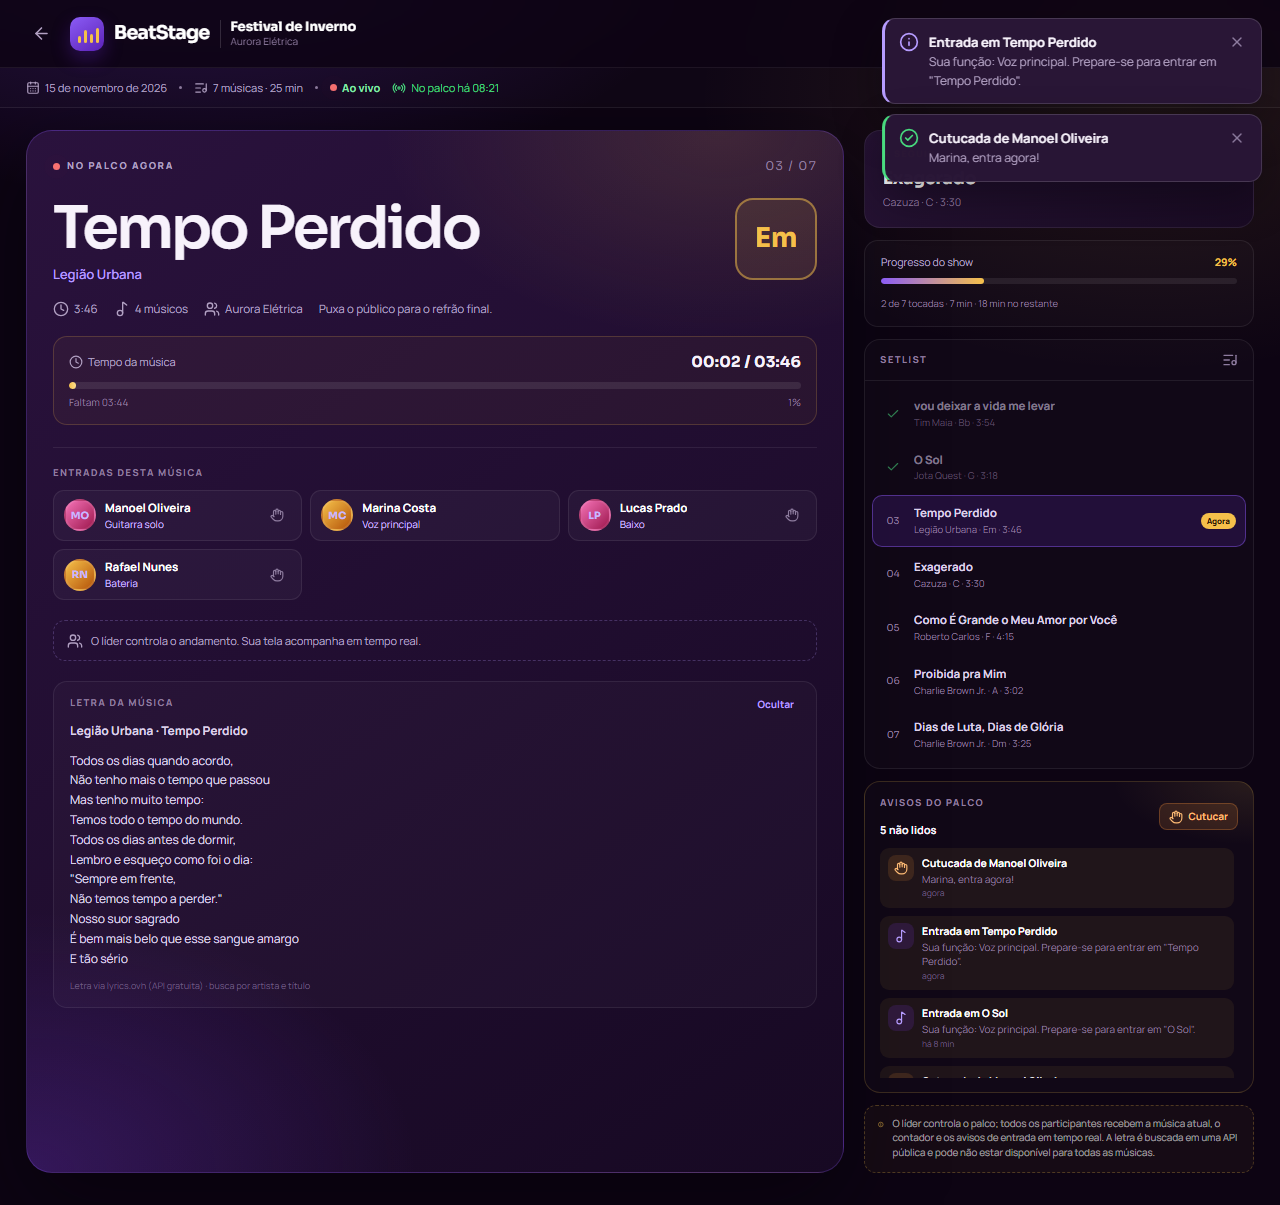 BeatStage
Festival de Inverno
Aurora Elétrica
15 de novembro de 2026 • 7 músicas · 25 min • Ao vivo No palco há 08:21
Entrada em Tempo Perdido
Sua função: Voz principal. Prepare-se para entrar em
"Tempo Perdido".
Cutucada de Manoel Oliveira
Marina, entra agora!
NO PALCO AGORA
03 / 07
Tempo Perdido
Em
Legião Urbana
3:46 4 músicos Aurora Elétrica Puxa o público para o refrão final.
Tempo da música
00:02 / 03:46
Faltam 03:44
1%
ENTRADAS DESTA MÚSICA
MO Manoel Oliveira
Guitarra solo
MC Marina Costa
Voz principal
LP Lucas Prado
Baixo
RN Rafael Nunes
Bateria
O líder controla o andamento. Sua tela acompanha em tempo real.
LETRA DA MÚSICA
Ocultar
Legião Urbana · Tempo Perdido
Todos os dias quando acordo,
Não tenho mais o tempo que passou
Mas tenho muito tempo:
Temos todo o tempo do mundo.
Todos os dias antes de dormir,
Lembro e esqueço como foi o dia:
"Sempre em frente,
Não temos tempo a perder."
Nosso suor sagrado
É bem mais belo que esse sangue amargo
E tão sério
Letra via lyrics.ovh (API gratuita) · busca por artista e título
Exagerado
Cazuza · C · 3:30
Progresso do show
29%
2 de 7 tocadas · 7 min · 18 min no restante
SETLIST
vou deixar a vida me levar
Tim Maia · Bb · 3:54
O Sol
Jota Quest · G · 3:18
03 Tempo Perdido
Legião Urbana · Em · 3:46
Agora
04 Exagerado
Cazuza · C · 3:30
05 Como É Grande o Meu Amor por Você
Roberto Carlos · F · 4:15
06 Proibida pra Mim
Charlie Brown Jr. · A · 3:02
07 Dias de Luta, Dias de Glória
Charlie Brown Jr. · Dm · 3:25
AVISOS DO PALCO
5 não lidos
Cutucar
Cutucada de Manoel Oliveira
Marina, entra agora!
agora
Entrada em Tempo Perdido
Sua função: Voz principal. Prepare-se para entrar em "Tempo
Perdido".
agora
Entrada em O Sol
Sua função: Voz principal. Prepare-se para entrar em "O Sol".
há 8 min
O líder controla o palco; todos os participantes recebem a música atual, o
contador e os avisos de entrada em tempo real. A letra é buscada em uma API
pública e pode não estar disponível para todas as músicas.